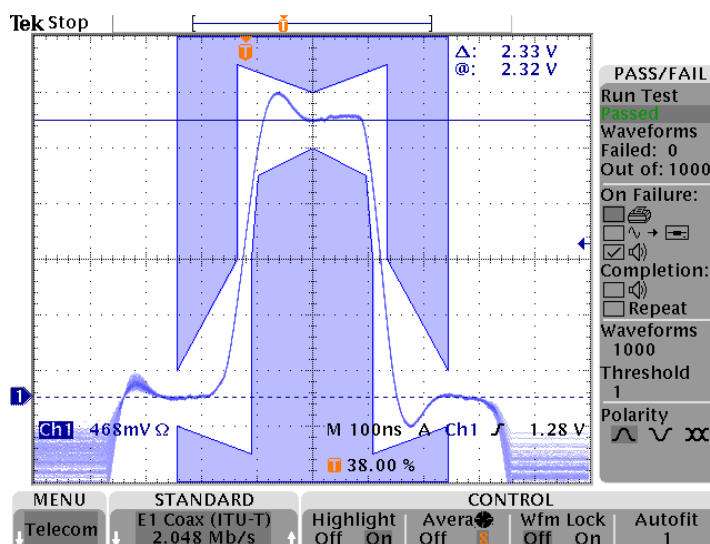 Tek Stop
T
T
Δ: 2.33 V
@: 2.32 V
1
Ch1 468mV Ω M 100ns A Ch1 ʃ 1.28 V
T 38.00 %
PASS/FAIL
Run Test
Passed
Waveforms
Failed: 0
Out of: 1000
On Failure:
Completion:
Repeat
Waveforms
1000
Threshold
1
Polarity
MENU
Telecom
STANDARD
E1 Coax (ITU-T)
2.048 Mb/s
CONTROL
Highlight
Off On
Avera
Off 8
Wfm Lock
Off On
Autofit
1